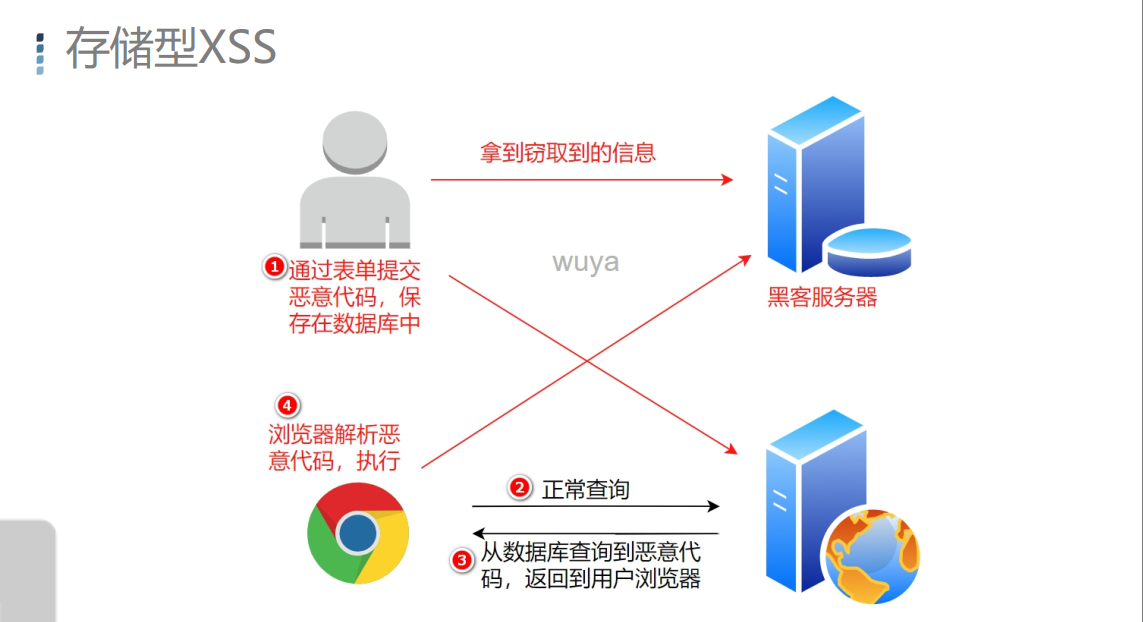 存储型XSS
拿到窃取到的信息
wuya
1
通过表单提交
恶意代码，保
存在数据库中
黑客服务器
4
浏览器解析恶
意代码，执行
2 正常查询
3 从数据库查询到恶意代
码，返回到用户浏览器